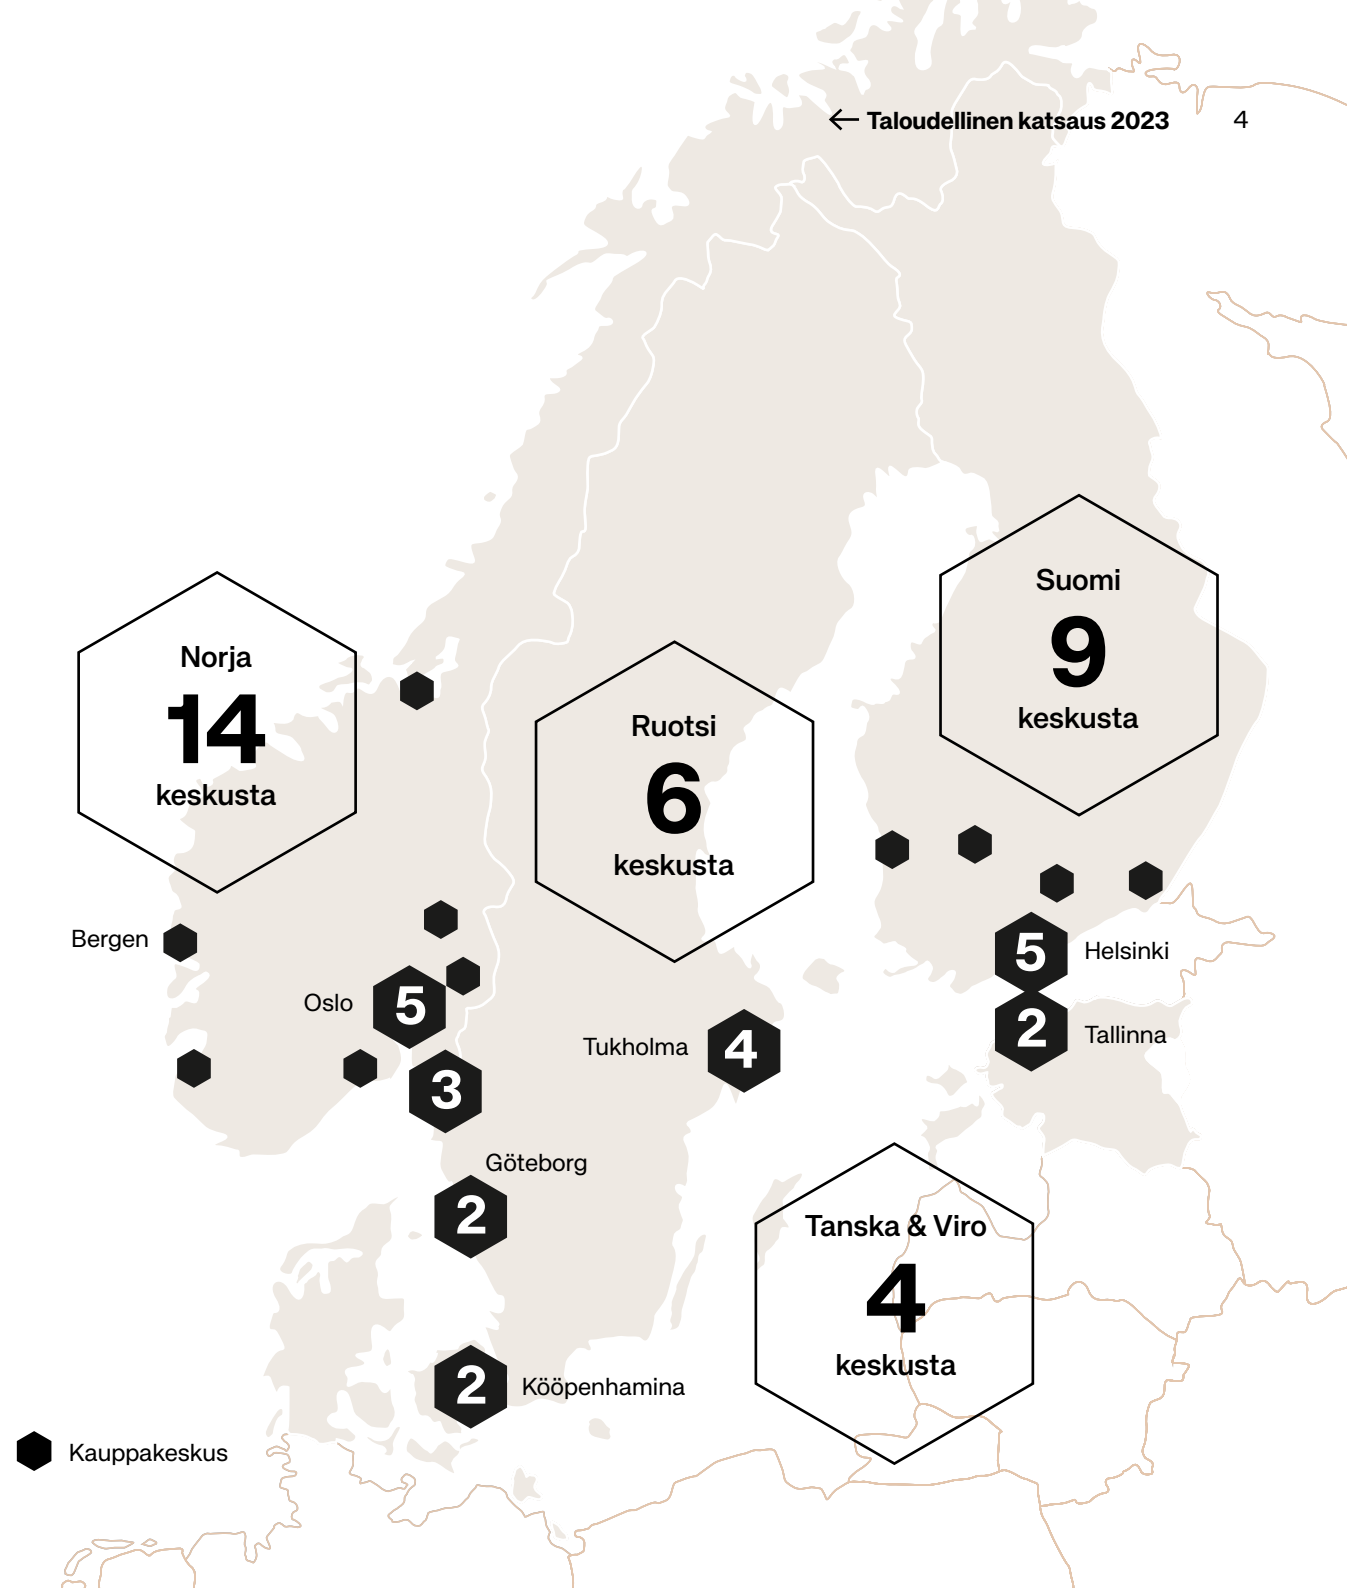 ← Taloudellinen katsaus 2023 4
Suomi
9
keskusta
Norja
14
keskusta
Ruotsi
6
keskusta
Bergen
Oslo
5
3
Tukholma
4
5
Helsinki
2
Tallinna
Göteborg
2
Tanska & Viro
4
keskusta
2
Kööpenhamina
Kauppakeskus